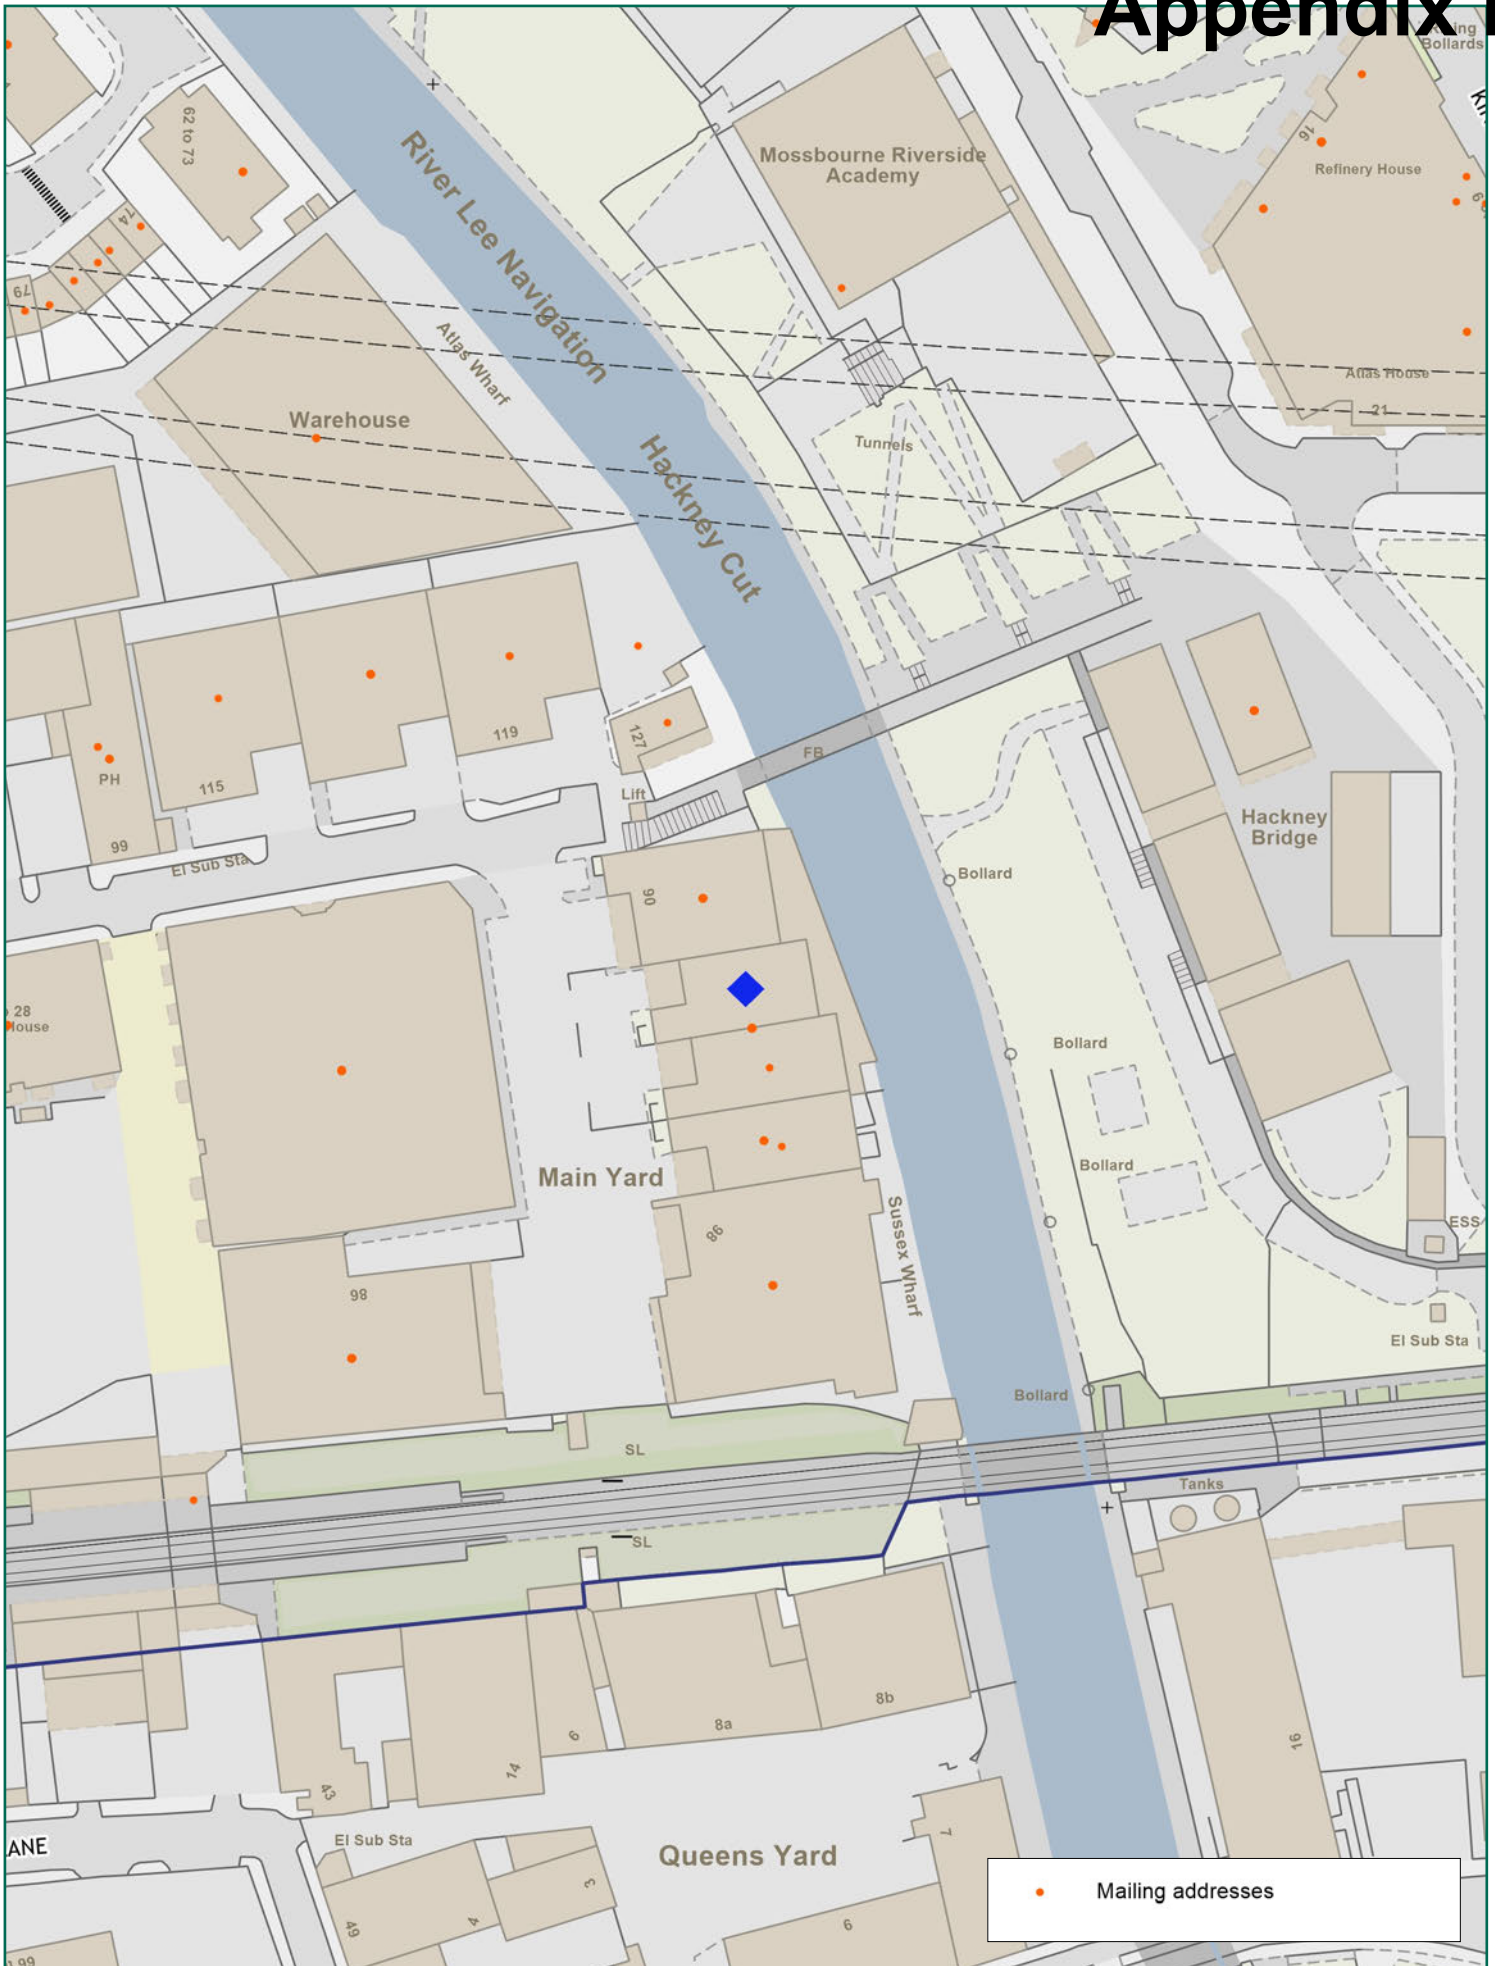 Appendix
Bollards
62 to 73
Mossbourne Riverside
Academy
16
Refinery House
74
River Lee Navigation
79
Atlas Wharf
Atlas House
21
Warehouse
Tunnels
Hackney Cut
127
119
FB
PH
115
Lift
Hackney
Bridge
99
El Sub Sta
Bollard
90
28
House
Bollard
Main Yard
Bollard
Sussex Wharf
86
ESS
98
El Sub Sta
Bollard
SL
Tanks
SL
8b
8a
6
14
16
43
ANE
El Sub Sta
Queens Yard
7
Mailing addresses
3
49
4
6